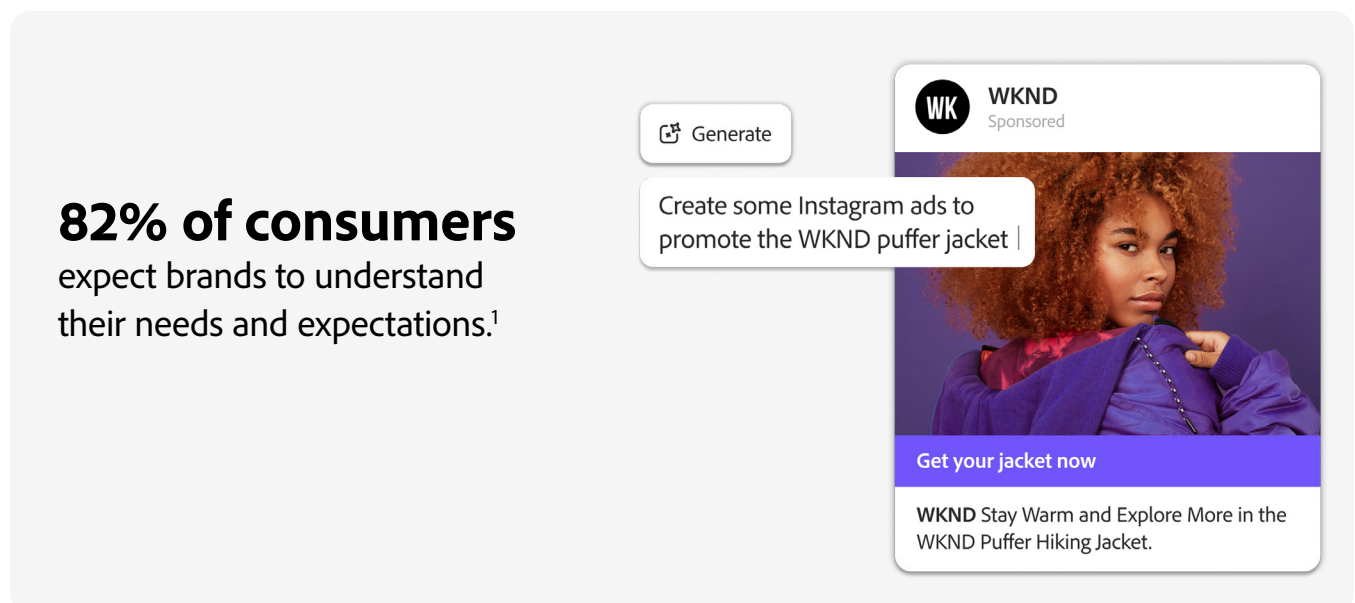 82% of consumers
expect brands to understand
their needs and expectations.¹
Generate
Create some Instagram ads to
promote the WKND puffer jacket
WK
WKND
Sponsored
Get your jacket now
WKND Stay Warm and Explore More in the
WKND Puffer Hiking Jacket.